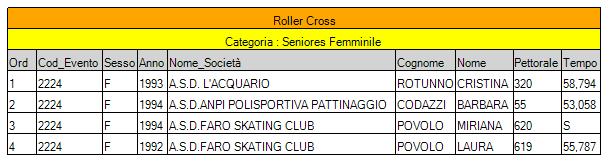 Roller Cross
Categoria : Seniores Femminile
Ord Cod_Evento Sesso Anno Nome_Società Cognome Nome Pettorale Tempo
1 2224 F 1993 A.S.D. L'ACQUARIO ROTUNNO CRISTINA 320 58,794
2 2224 F 1994 A.S.D.ANPI POLISPORTIVA PATTINAGGIO CODAZZI BARBARA 55 53,058
3 2224 F 1994 A.S.D.FARO SKATING CLUB POVOLO MIRIANA 620 S
4 2224 F 1992 A.S.D.FARO SKATING CLUB POVOLO LAURA 619 55,787